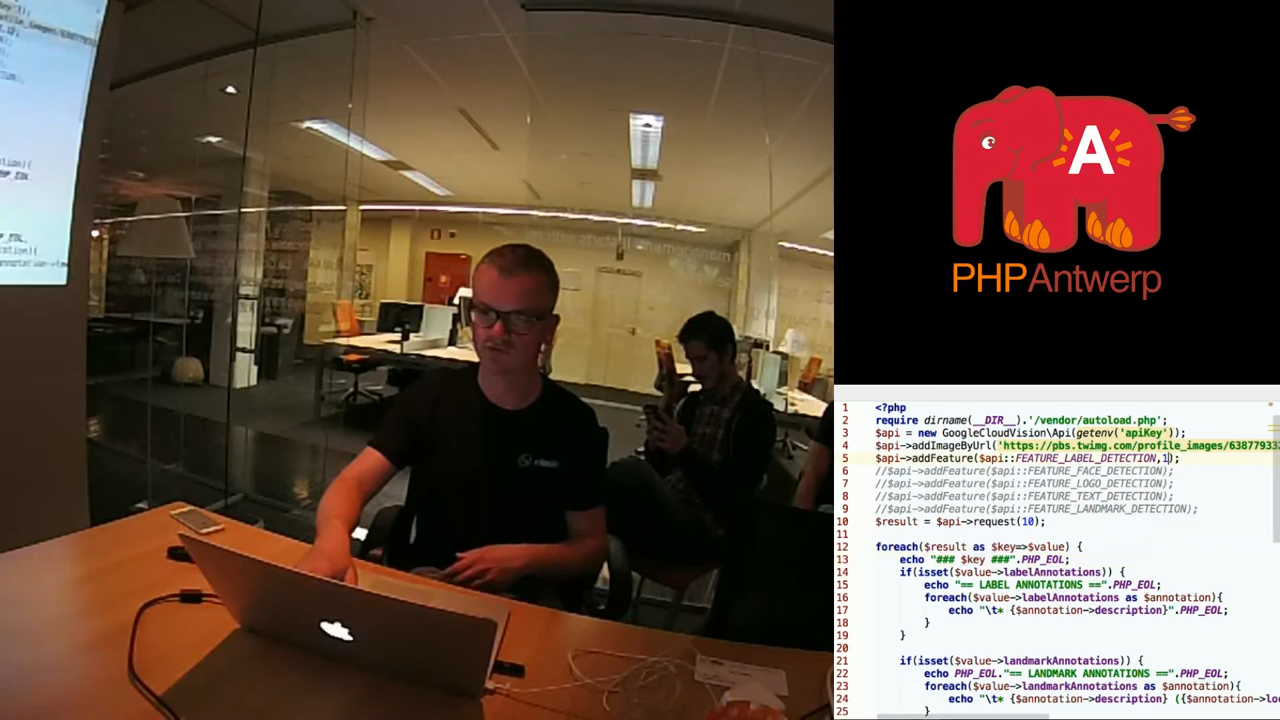 A
PHPAntwerp
1 <?php
2 require dirname(__DIR__).'/vendor/autoload.php';
3 $api = new GoogleCloudVision\Api(getenv('apiKey'));
4 $api->addImageByUrl('https://pbs.twimg.com/profile_images/638779332
5 $api->addFeature($api::FEATURE_LABEL_DETECTION,1);
6 //$api->addFeature($api::FEATURE_FACE_DETECTION);
7 //$api->addFeature($api::FEATURE_LOGO_DETECTION);
8 //$api->addFeature($api::FEATURE_TEXT_DETECTION);
9 //$api->addFeature($api::FEATURE_LANDMARK_DETECTION);
10 $result = $api->request(10);
11
12 foreach($result as $key=>$value) {
13 echo "### $key ###".PHP_EOL;
14 if(isset($value->labelAnnotations)) {
15 echo "== LABEL ANNOTATIONS ==".PHP_EOL;
16 foreach($value->labelAnnotations as $annotation){
17 echo "\t* {$annotation->description}".PHP_EOL;
18 }
19 }
20
21 if(isset($value->landmarkAnnotations)) {
22 echo PHP_EOL."== LANDMARK ANNOTATIONS ==".PHP_EOL;
23 foreach($value->landmarkAnnotations as $annotation){
24 echo "\t* {$annotation->description} ({$annotation->lo
25 }